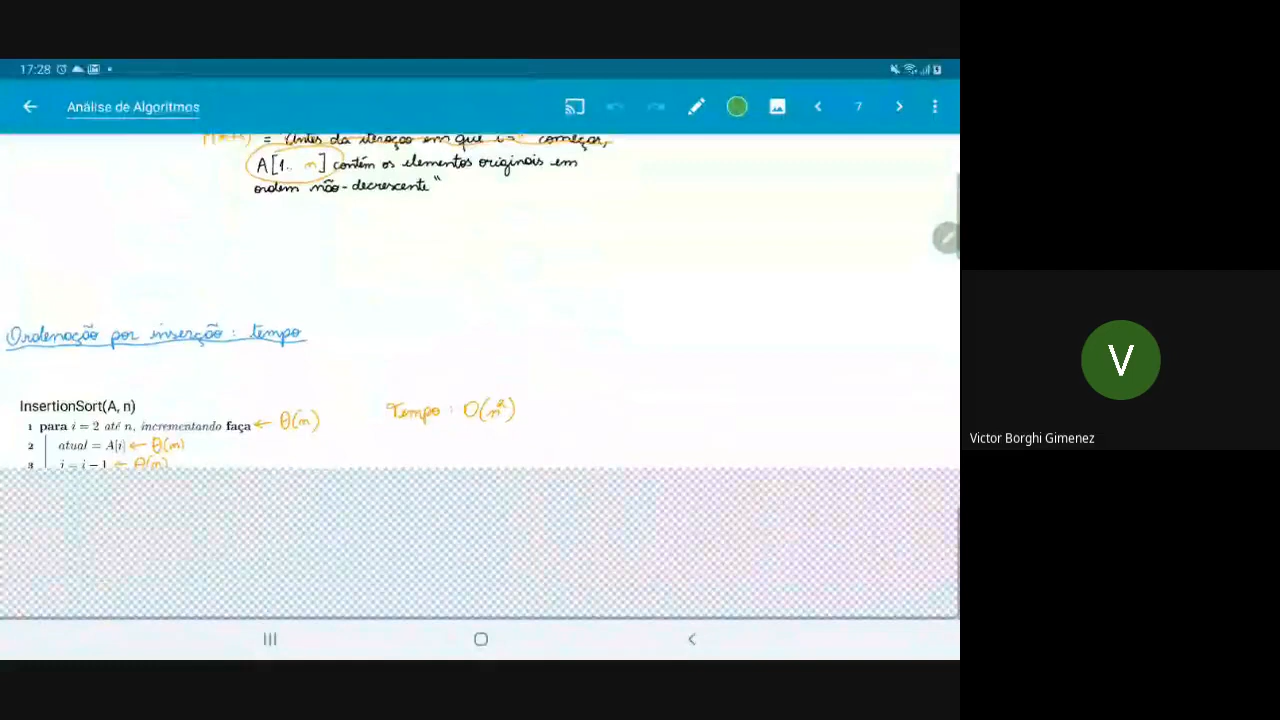 17:28
Análise de Algoritmos
7
= "Antes da iteração em que i= começar,
A[1.. n] contém os elementos originais em
ordem não-decrescente"
Ordenação por inserção: tempo
InsertionSort(A, n)
1 para i = 2 até n, incrementando faça ← Θ(n)
Tempo: O(n²)
2 atual = A[i] ← Θ(n)
3 j = i − 1 ← Θ(n)
V
Victor Borghi Gimenez